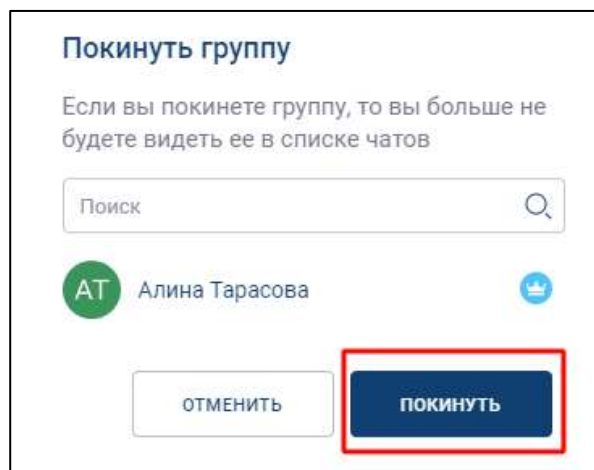 Покинуть группу
Если вы покинете группу, то вы больше не
будете видеть ее в списке чатов
Поиск
АТ Алина Тарасова
ОТМЕНИТЬ ПОКИНУТЬ